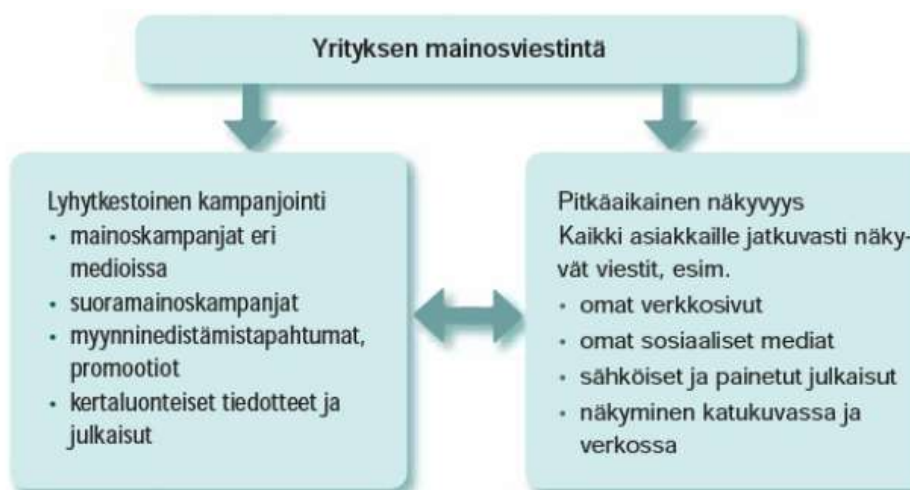 Yrityksen mainosviestintä
Lyhytkestoinen kampanjointi
• mainoskampanjat eri
medioissa
• suoramainoskampanjat
• myynninedistämistapahtumat,
promootiot
• kertaluonteiset tiedotteet ja
julkaisut
Pitkäaikainen näkyvyys
Kaikki asiakkaille jatkuvasti näky-
vät viestit, esim.
• omat verkkosivut
• omat sosiaaliset mediat
• sähköiset ja painetut julkaisut
• näkyminen katukuvassa ja
verkossa